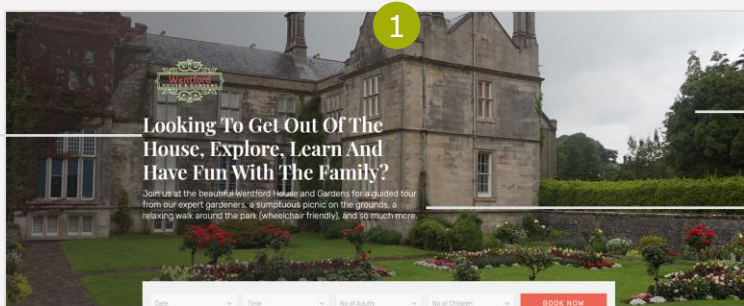 1
Wentford
HOUSE & GARDENS
Looking To Get Out Of The
House, Explore, Learn And
Have Fun With The Family?
Join us at the beautiful Wentford House and Gardens for a guided tour
from our expert gardeners, a sumptuous picnic on the grounds, a
relaxing walk around the park (wheelchair friendly), and so much more.
Date Time No of Adults No of Children BOOK NOW